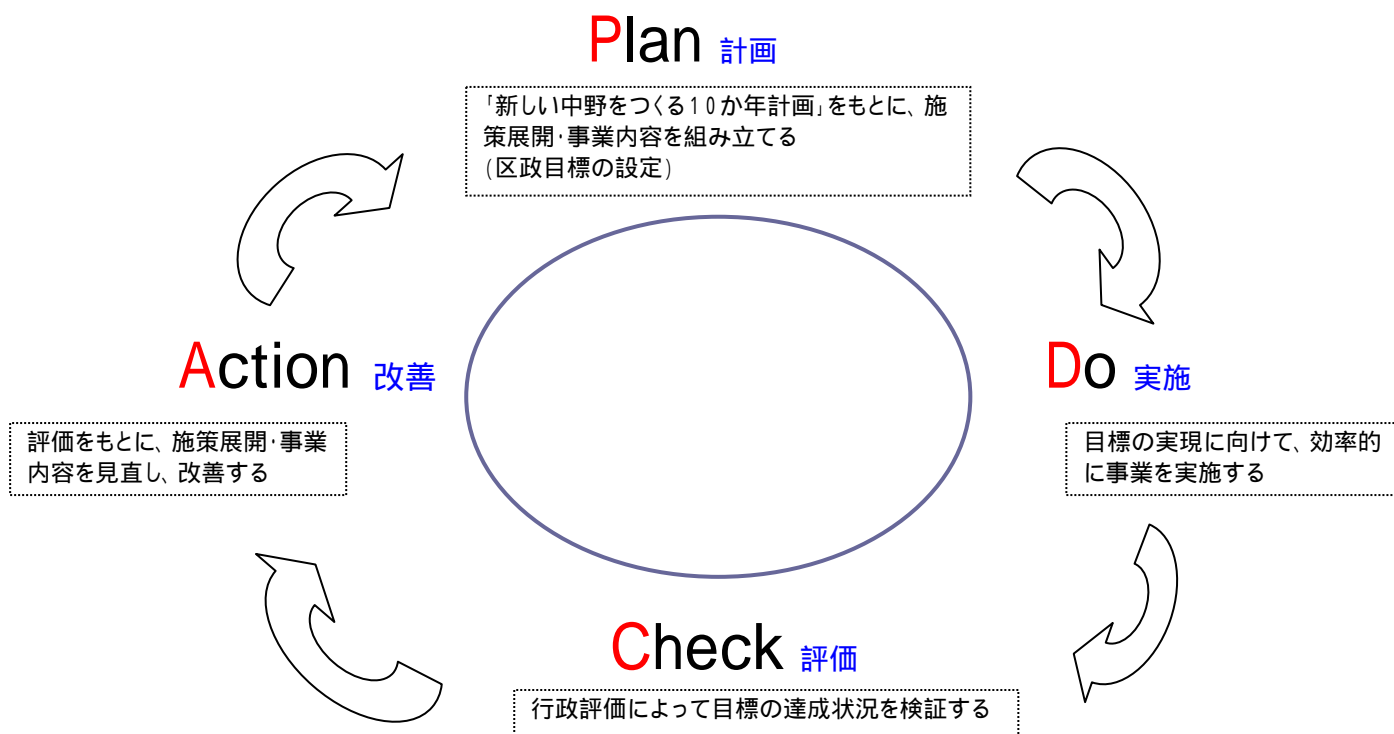 Plan 計画
「新しい中野をつくる10か年計画」をもとに、施
策展開・事業内容を組み立てる
(区政目標の設定)
Action 改善
評価をもとに、施策展開・事業
内容を見直し、改善する
Do 実施
目標の実現に向けて、効率的
に事業を実施する
Check 評価
行政評価によって目標の達成状況を検証する